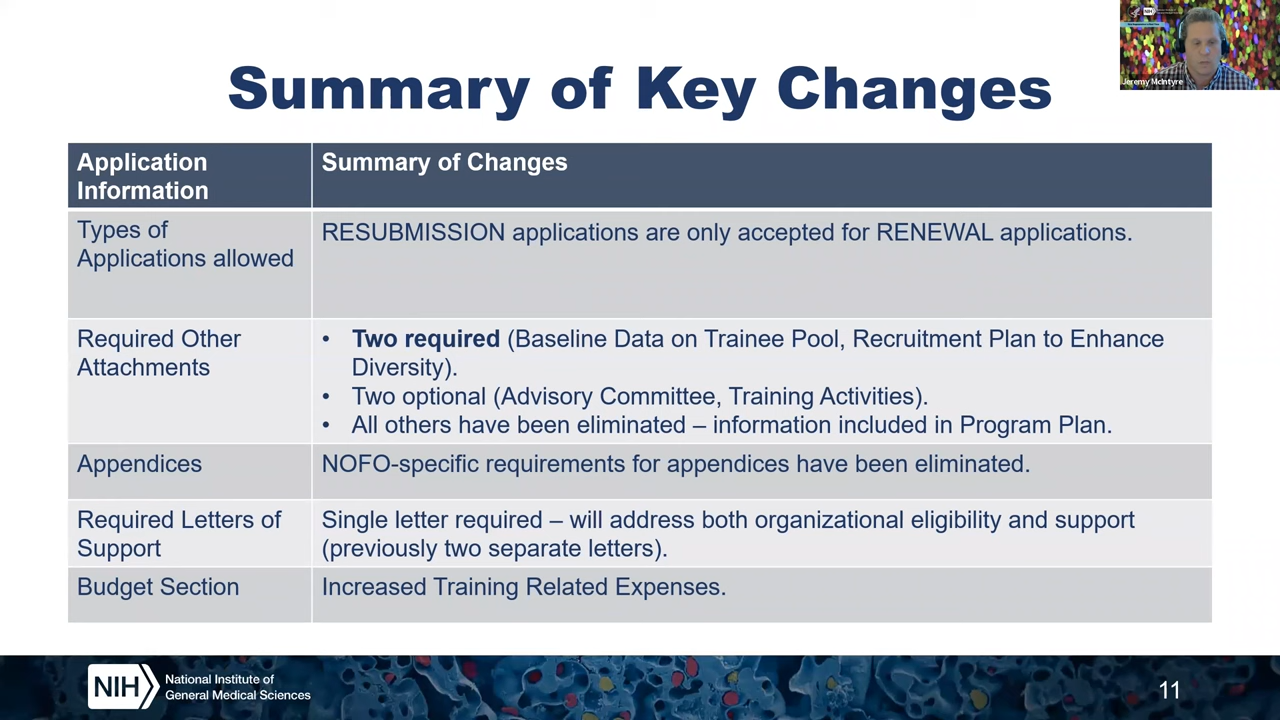 NIH
Jeremy McIntyre
Summary of Key Changes
Application
Information
Summary of Changes
Types of
Applications allowed
RESUBMISSION applications are only accepted for RENEWAL applications.
Required Other
Attachments
• Two required (Baseline Data on Trainee Pool, Recruitment Plan to Enhance
Diversity).
• Two optional (Advisory Committee, Training Activities).
• All others have been eliminated – information included in Program Plan.
Appendices
NOFO-specific requirements for appendices have been eliminated.
Required Letters of
Support
Single letter required – will address both organizational eligibility and support
(previously two separate letters).
Budget Section
Increased Training Related Expenses.
NIH
National Institute of
General Medical Sciences
11